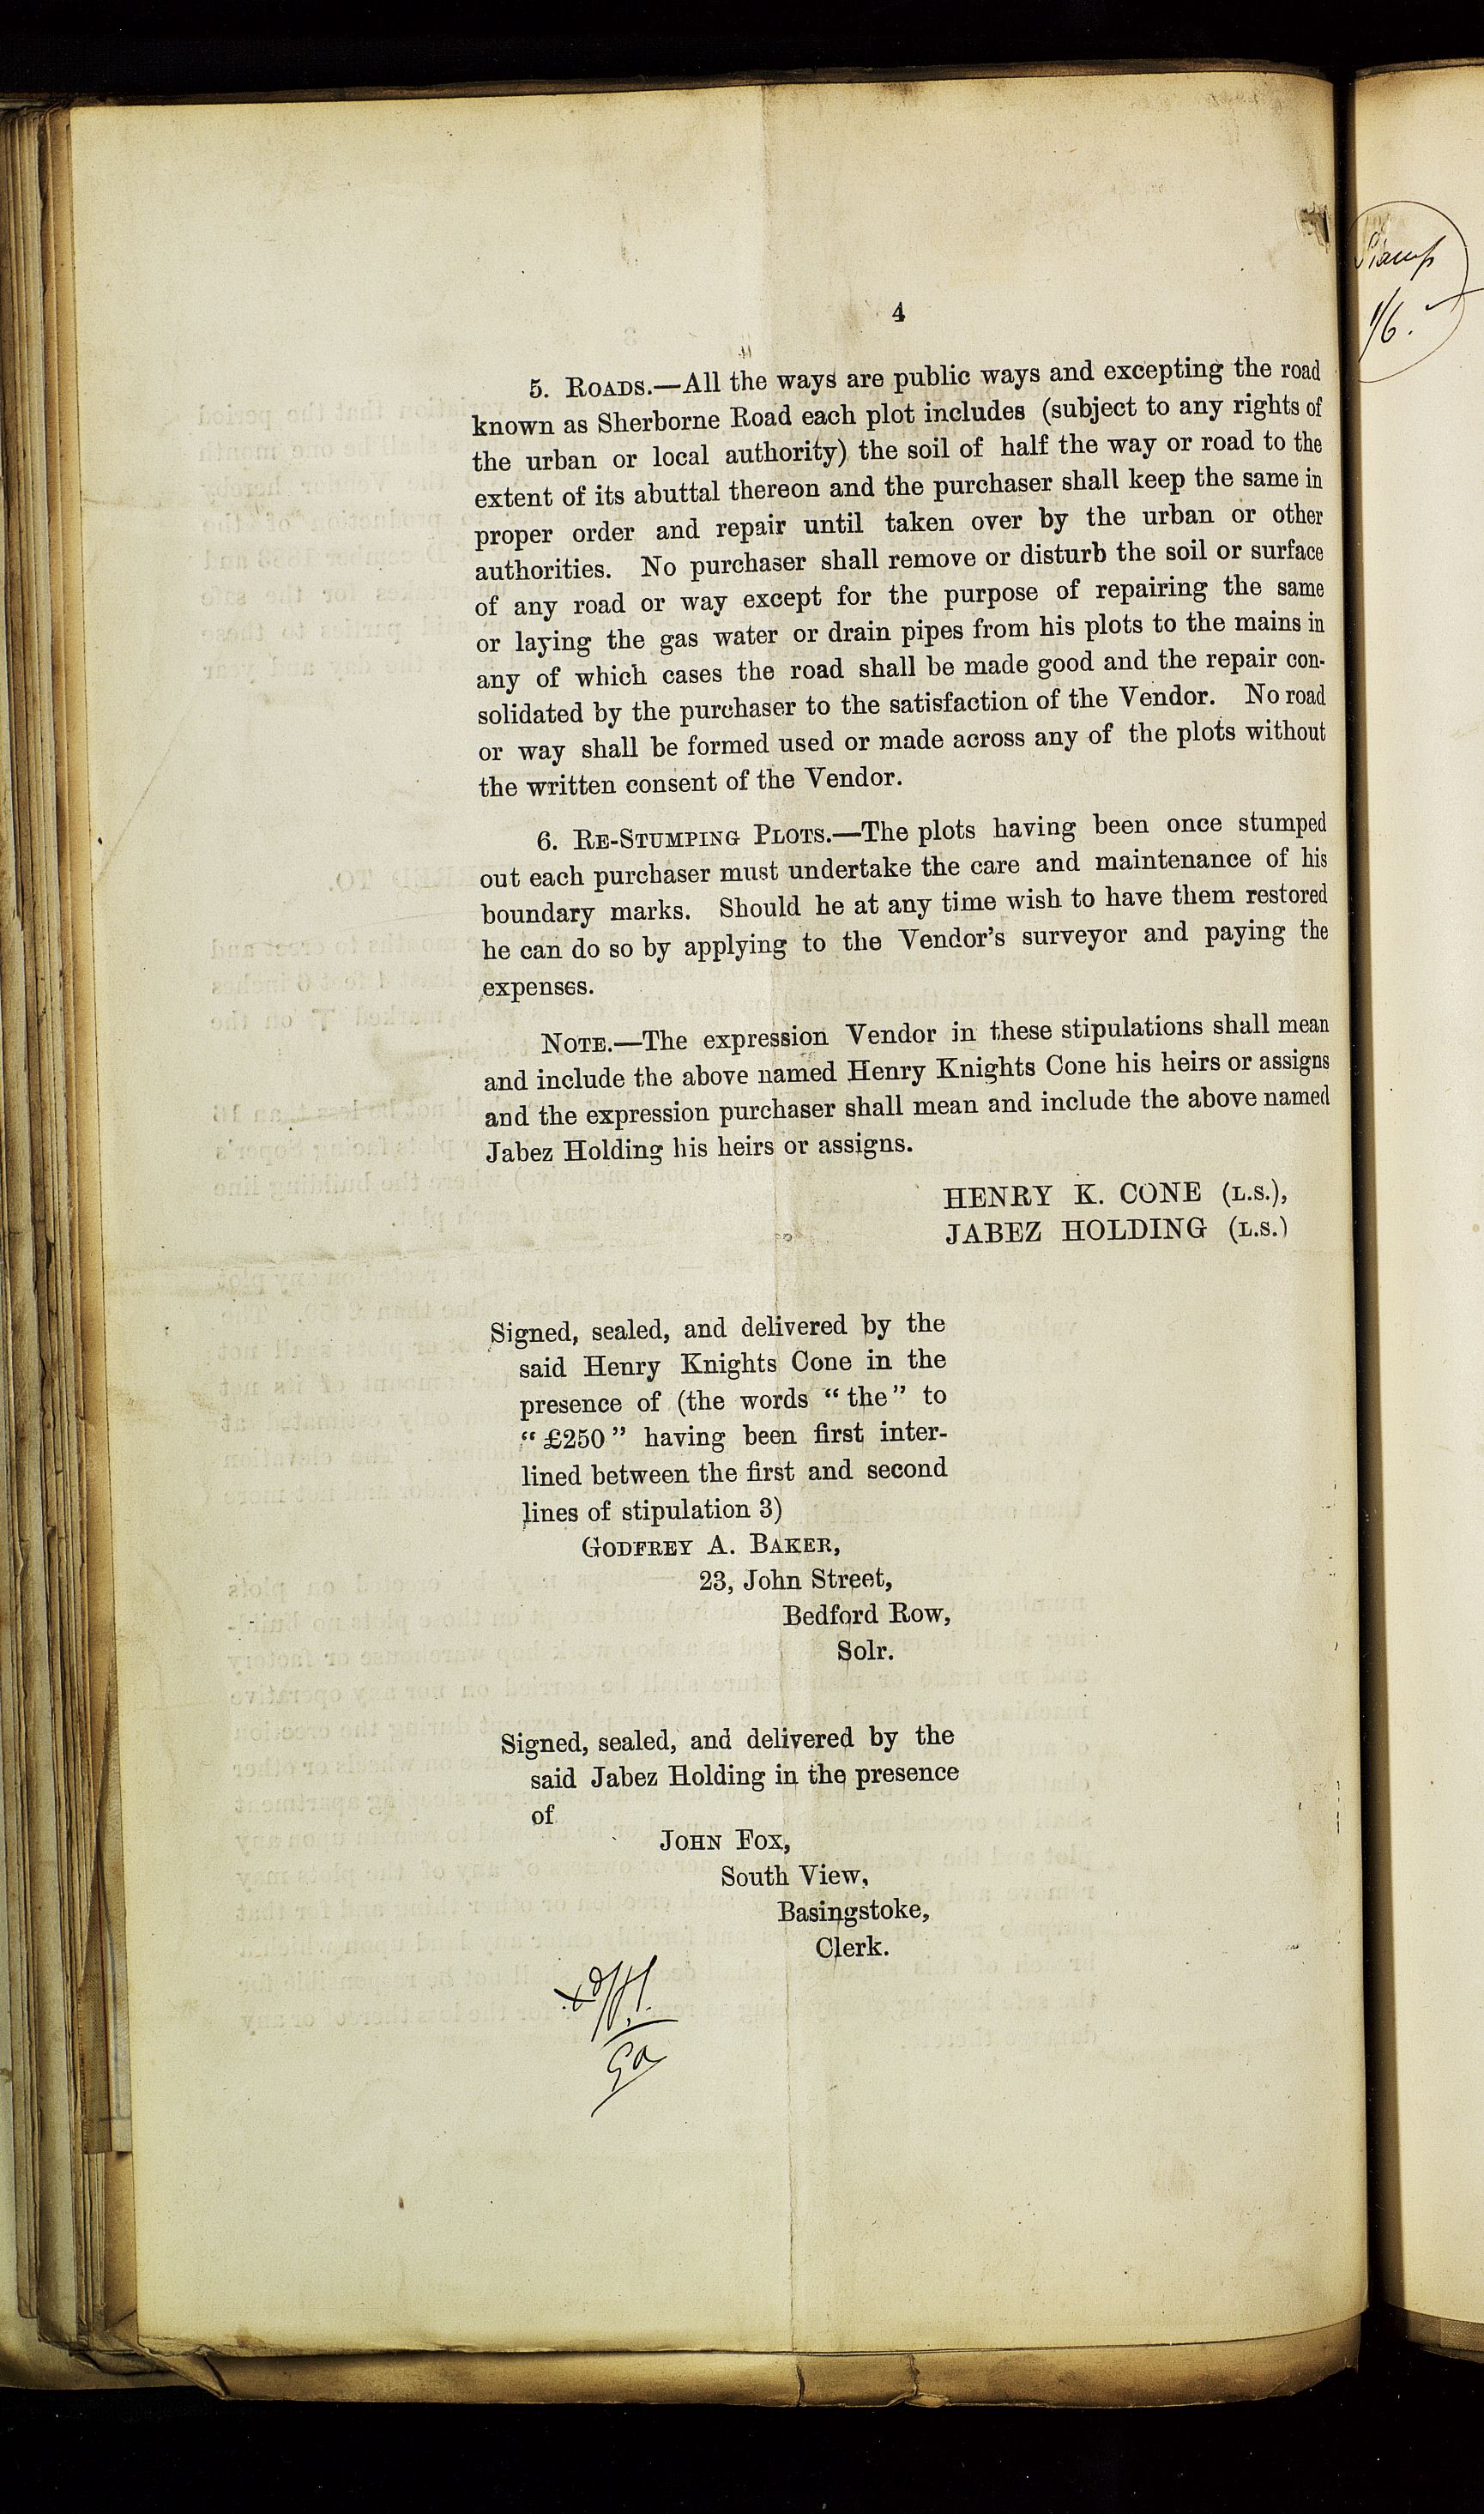 4
5. ROADS.—All the ways are public ways and excepting the road
known as Sherborne Road each plot includes (subject to any rights of
the urban or local authority) the soil of half the way or road to the
extent of its abuttal thereon and the purchaser shall keep the same in
proper order and repair until taken over by the urban or other
authorities. No purchaser shall remove or disturb the soil or surface
of any road or way except for the purpose of repairing the same
or laying the gas water or drain pipes from his plots to the mains in
any of which cases the road shall be made good and the repair con-
solidated by the purchaser to the satisfaction of the Vendor. No road
or way shall be formed used or made across any of the plots without
the written consent of the Vendor.
6. RE-STUMPING PLOTS.—The plots having been once stumped
out each purchaser must undertake the care and maintenance of his
boundary marks. Should he at any time wish to have them restored
he can do so by applying to the Vendor's surveyor and paying the
expenses.
NOTE.—The expression Vendor in these stipulations shall mean
and include the above named Henry Knights Cone his heirs or assigns
and the expression purchaser shall mean and include the above named
Jabez Holding his heirs or assigns.
HENRY K. CONE (L.S.),
JABEZ HOLDING (L.S.)
Signed, sealed, and delivered by the
said Henry Knights Cone in the
presence of (the words "the" to
"£250" having been first inter-
lined between the first and second
lines of stipulation 3)
GODFREY A. BAKER,
23, John Street,
Bedford Row,
Solr.
Signed, sealed, and delivered by the
said Jabez Holding in the presence
of
JOHN FOX,
South View,
Basingstoke,
Clerk.
Stamp
1/6.